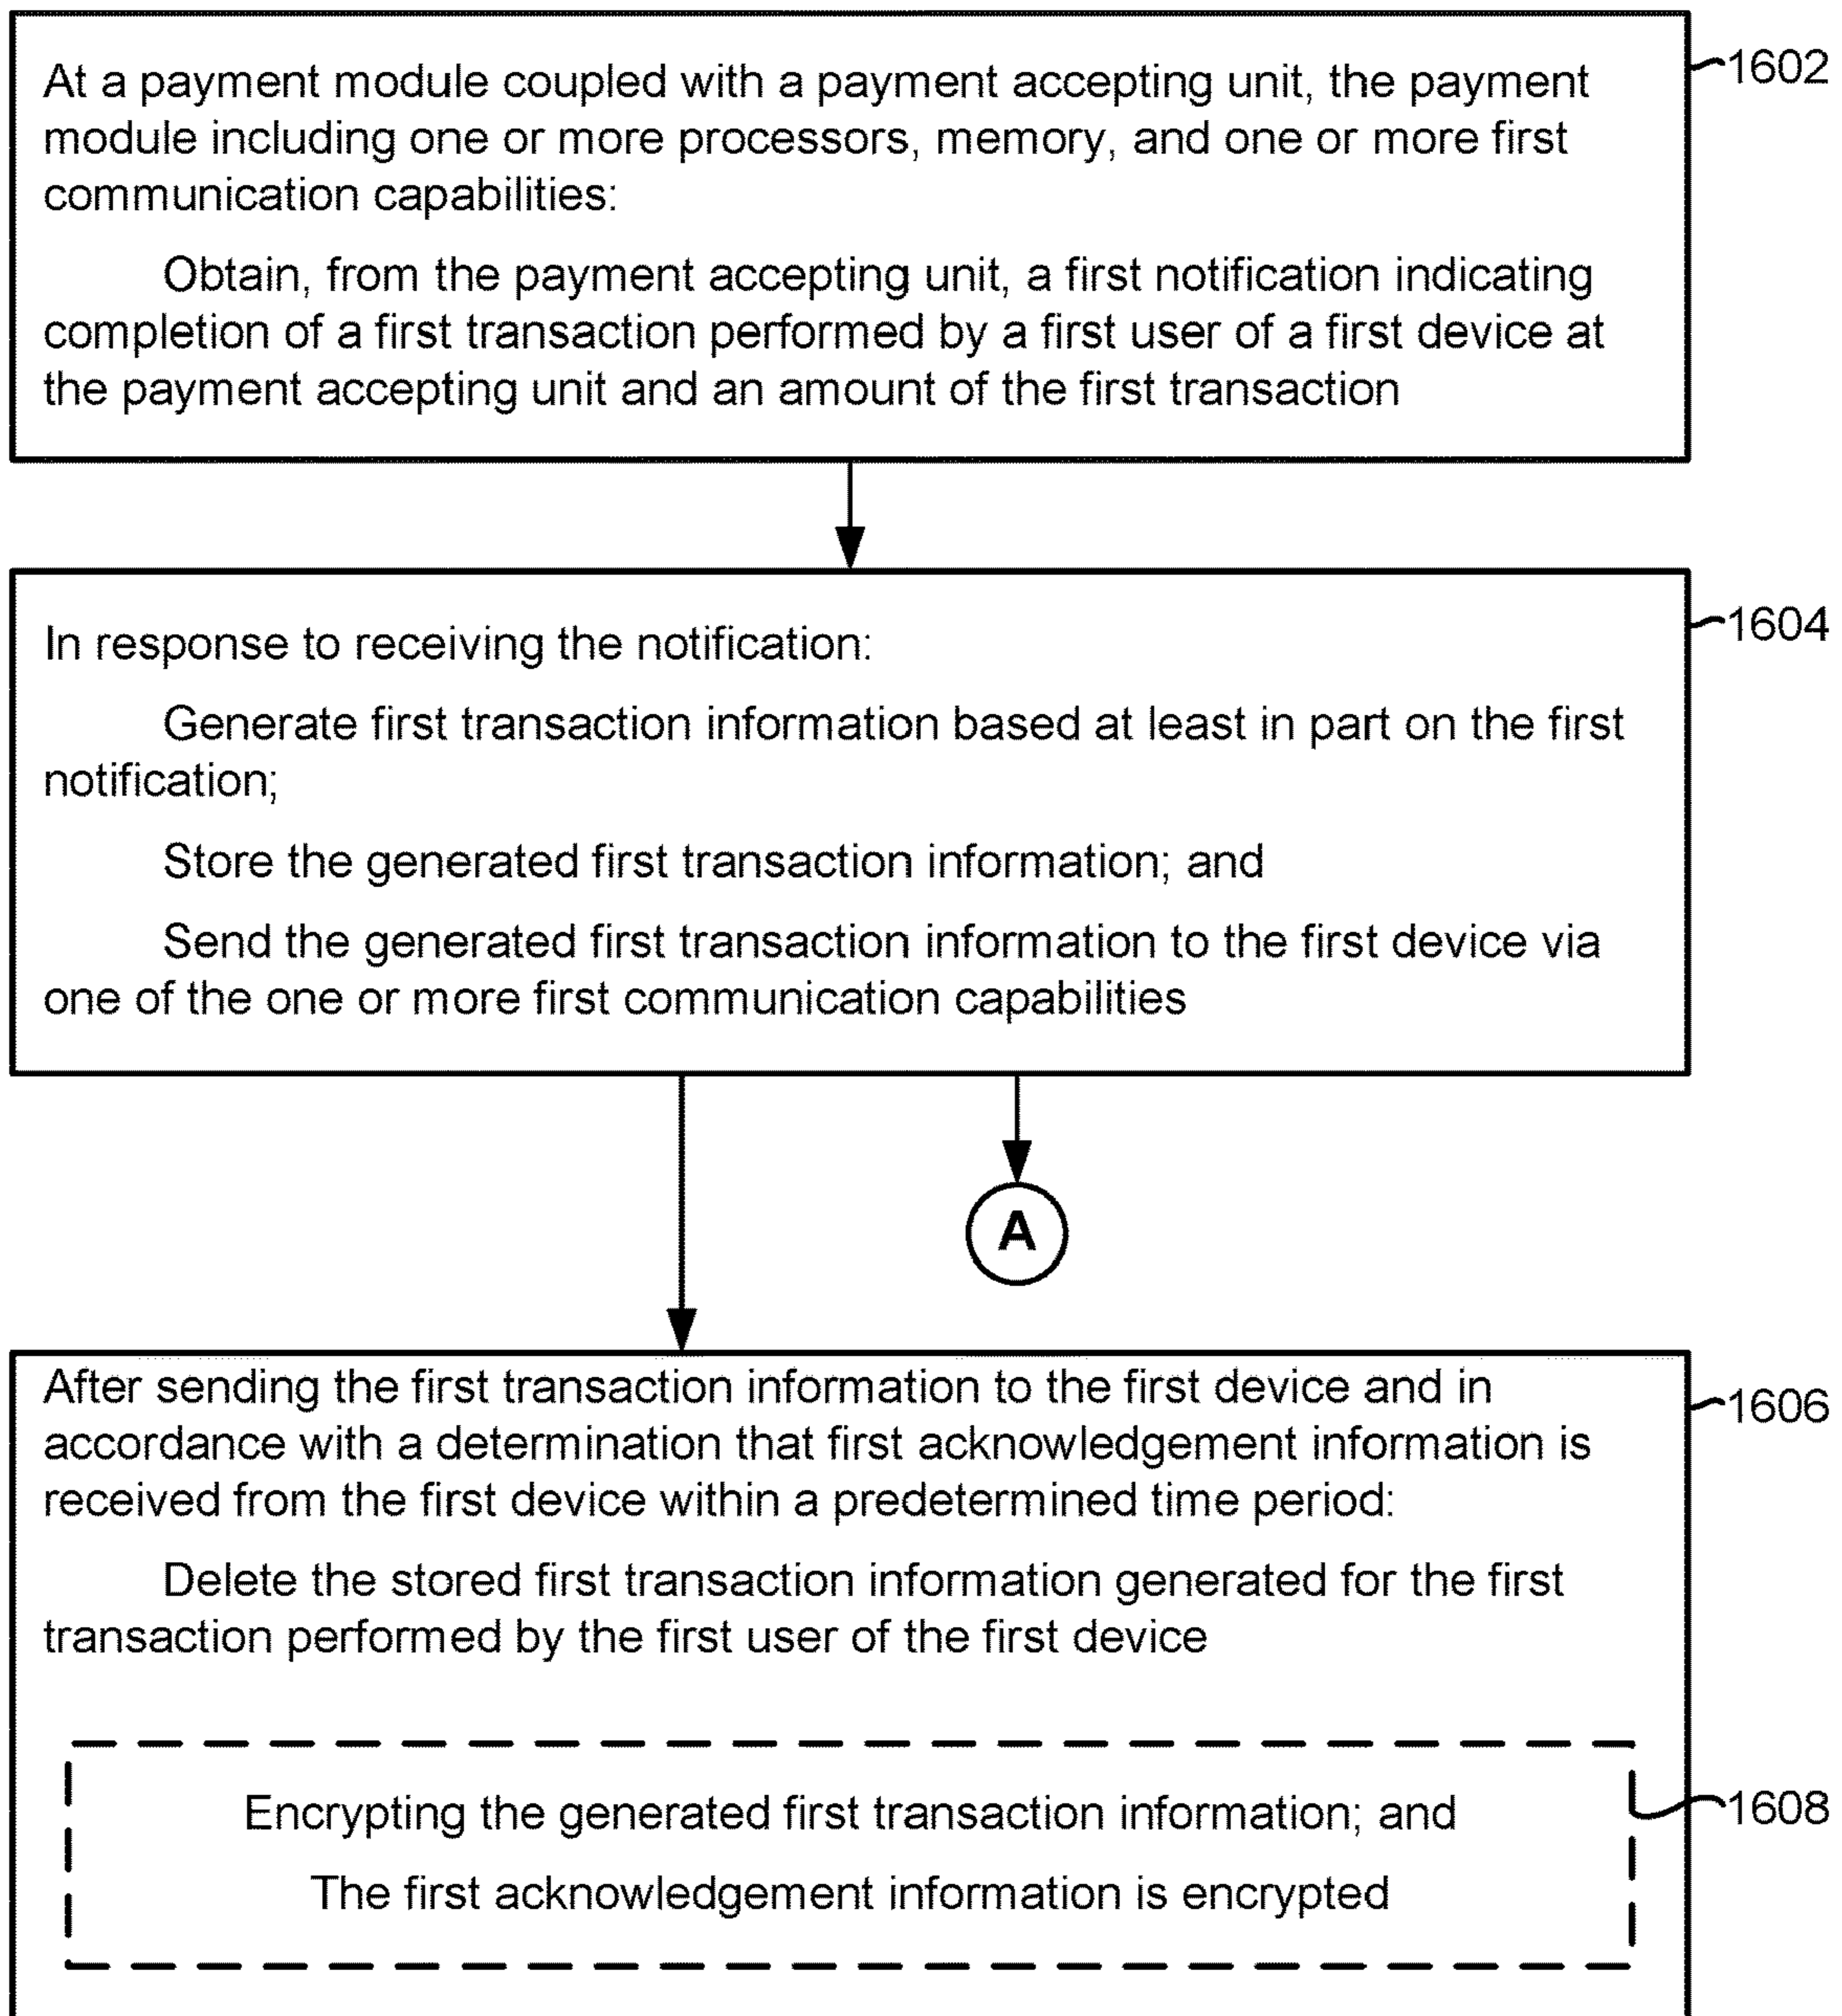 At a payment module coupled with a payment accepting unit, the payment
module including one or more processors, memory, and one or more first
communication capabilities:
Obtain, from the payment accepting unit, a first notification indicating
completion of a first transaction performed by a first user of a first device at
the payment accepting unit and an amount of the first transaction
1602
In response to receiving the notification:
Generate first transaction information based at least in part on the first
notification;
Store the generated first transaction information; and
Send the generated first transaction information to the first device via
one of the one or more first communication capabilities
1604
A
After sending the first transaction information to the first device and in
accordance with a determination that first acknowledgement information is
received from the first device within a predetermined time period:
Delete the stored first transaction information generated for the first
transaction performed by the first user of the first device
1606
Encrypting the generated first transaction information; and
The first acknowledgement information is encrypted
1608